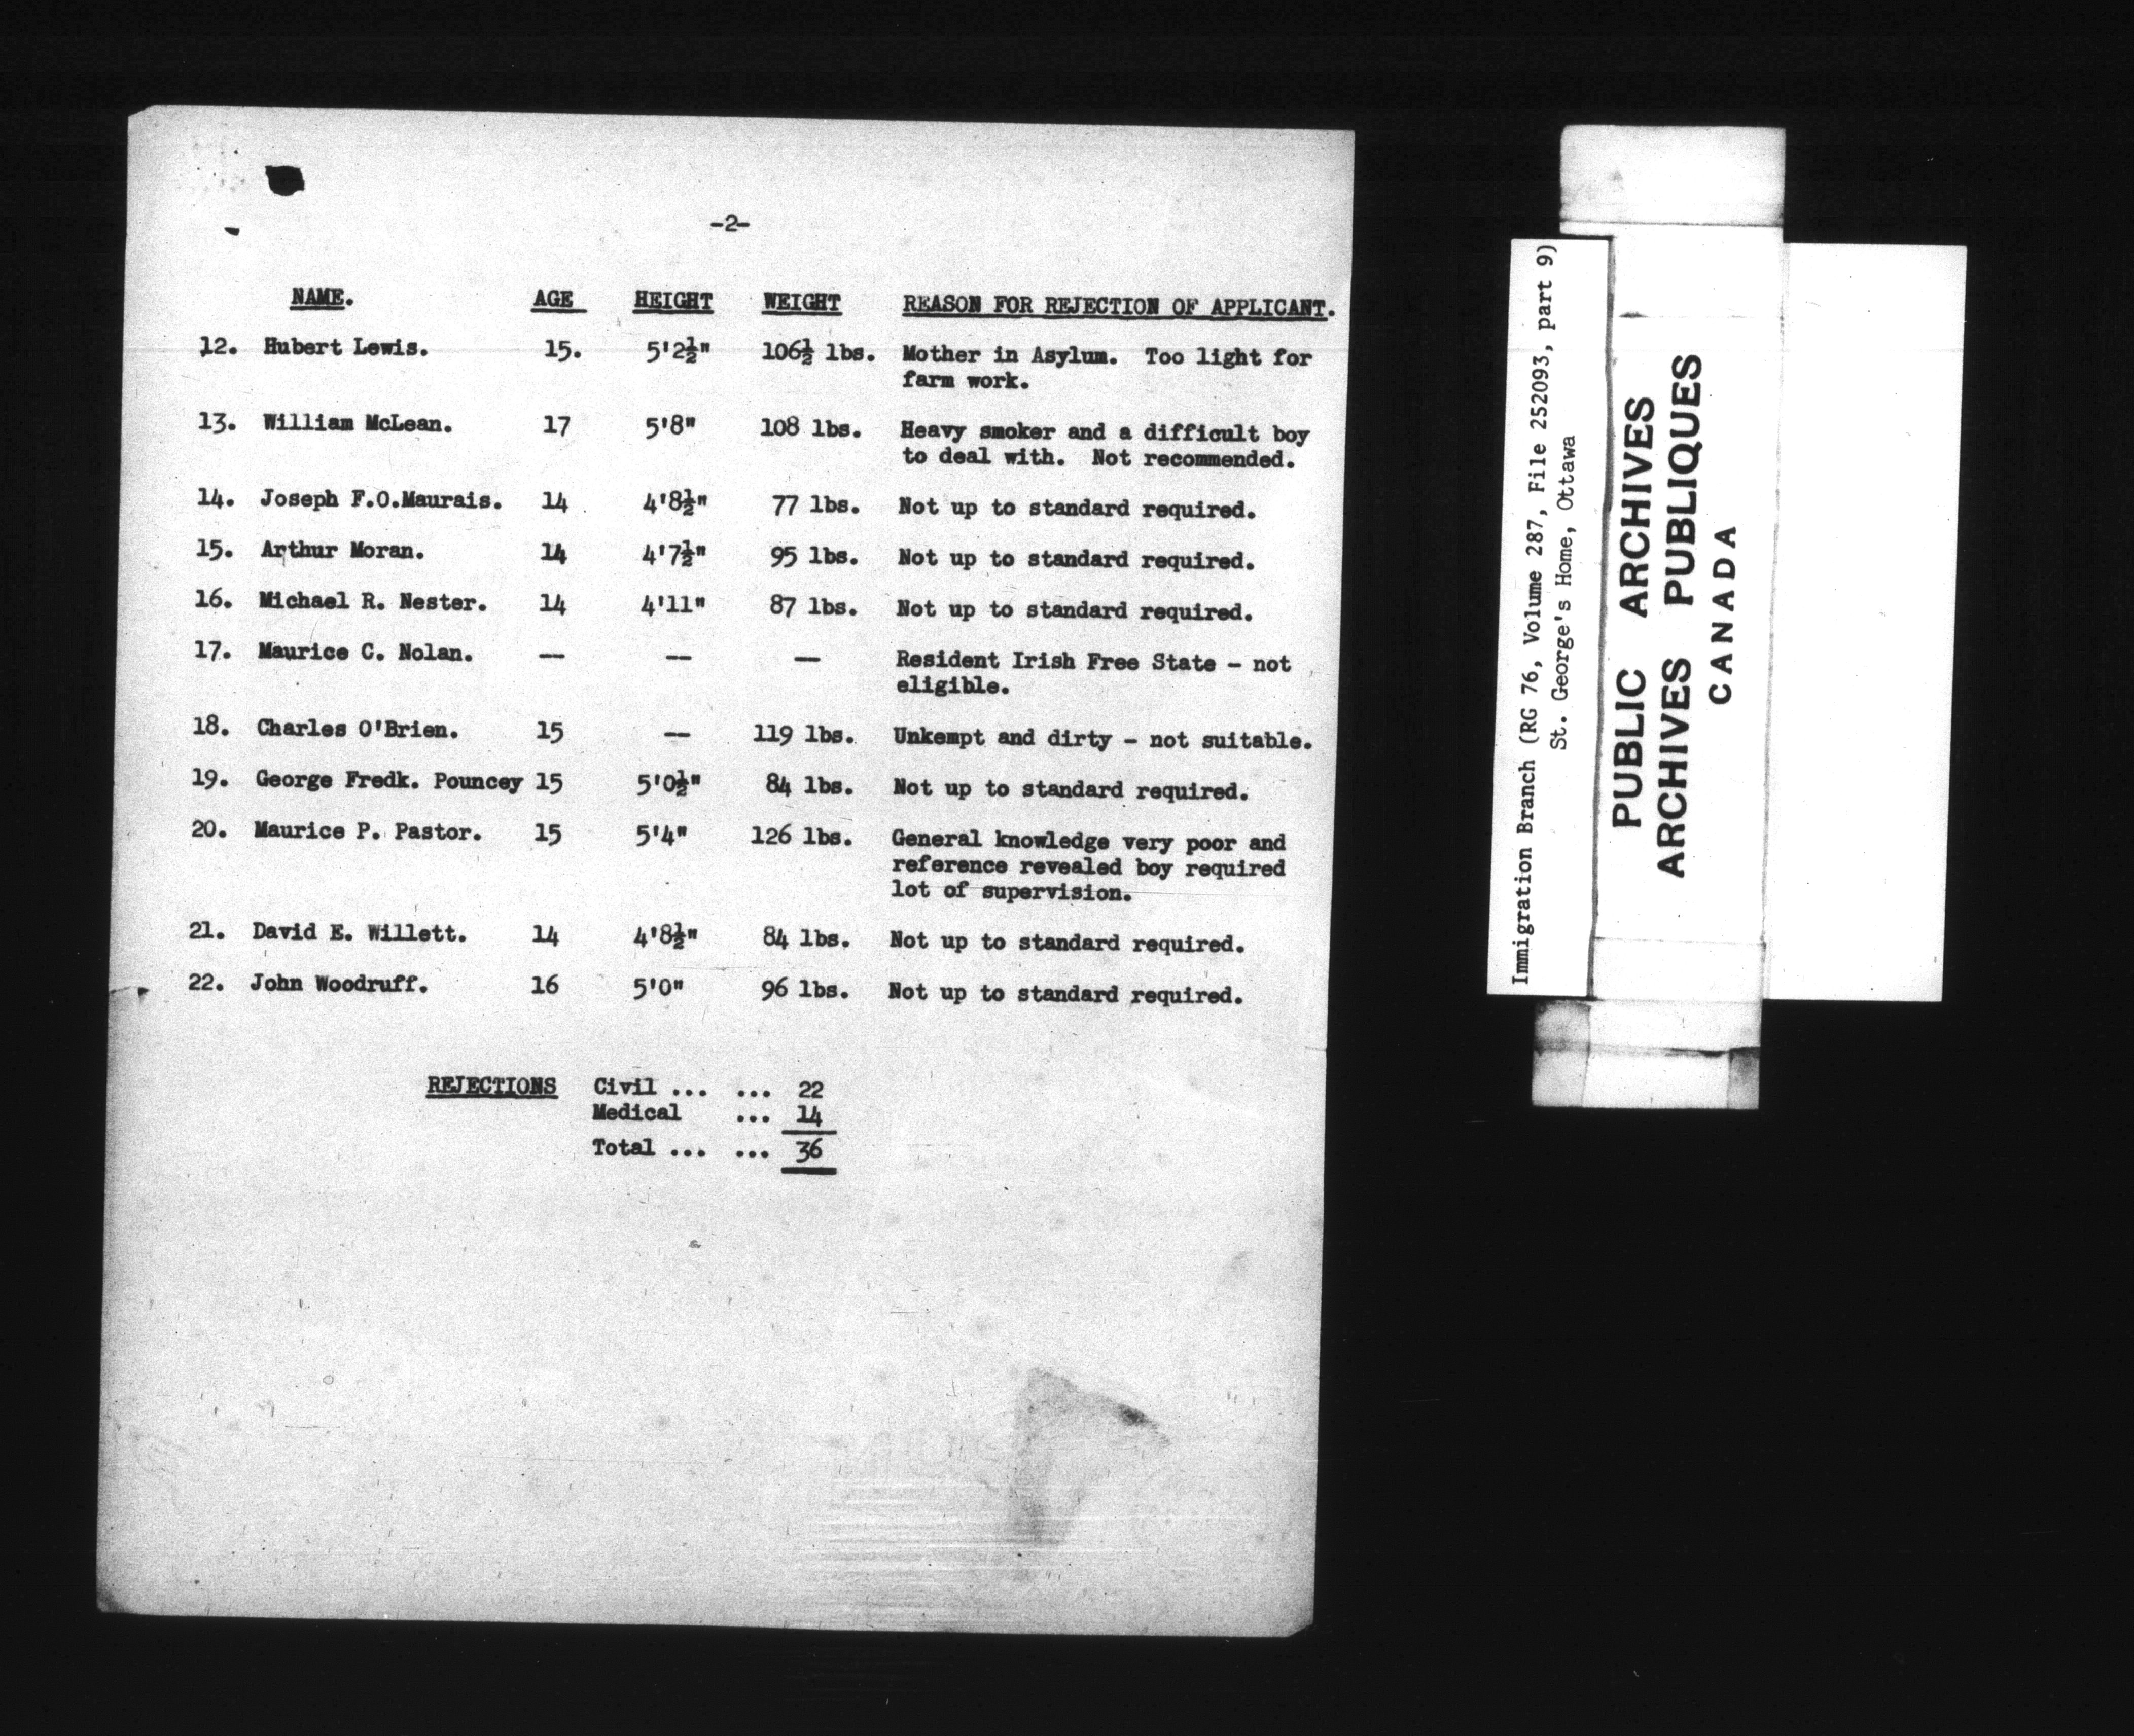 -2-
NAME. AGE HEIGHT WEIGHT REASON FOR REJECTION OF APPLICANT.
12. Hubert Lewis. 15. 5'2½" 106½ lbs. Mother in Asylum. Too light for
farm work.
13. William McLean. 17 5'8" 108 lbs. Heavy smoker and a difficult boy
to deal with. Not recommended.
14. Joseph F.O.Maurais. 14 4'8½" 77 lbs. Not up to standard required.
15. Arthur Moran. 14 4'7½" 95 lbs. Not up to standard required.
16. Michael R. Nester. 14 4'11" 87 lbs. Not up to standard required.
17. Maurice C. Nolan. -- -- -- Resident Irish Free State - not
eligible.
18. Charles O'Brien. 15 -- 119 lbs. Unkempt and dirty - not suitable.
19. George Fredk. Pouncey 15 5'0½" 84 lbs. Not up to standard required.
20. Maurice P. Pastor. 15 5'4" 126 lbs. General knowledge very poor and
reference revealed boy required
lot of supervision.
21. David E. Willett. 14 4'8½" 84 lbs. Not up to standard required.
22. John Woodruff. 16 5'0" 96 lbs. Not up to standard required.
REJECTIONS Civil ... ... 22
Medical ... 14
Total ... ... 36
Immigration Branch (RG 76, Volume 287, File 252093, part 9)
St. George's Home, Ottawa
PUBLIC ARCHIVES
ARCHIVES PUBLIQUES
CANADA